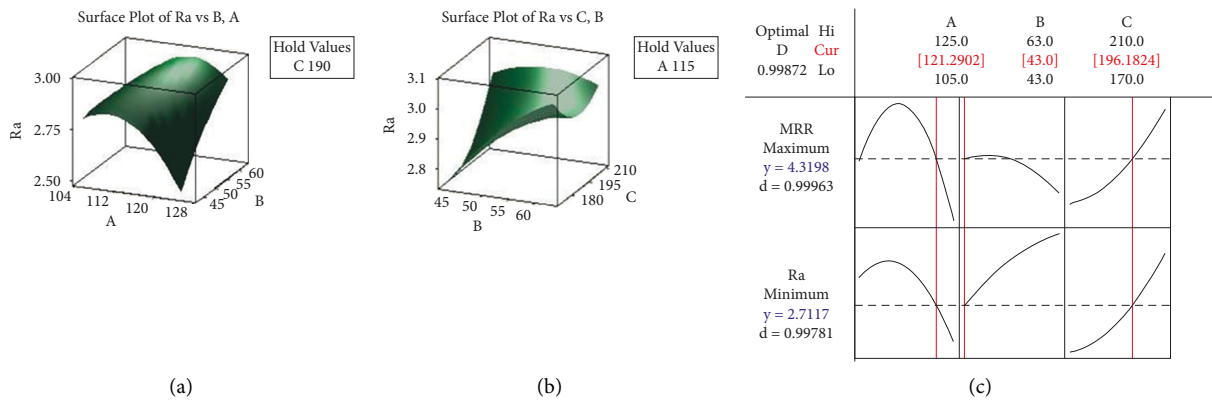 Surface Plot of Ra vs B, A
Hold Values
C 190
3.00
2.75
2.50
Ra
104
112
120
128
A
45
50
55
60
B
Surface Plot of Ra vs C, B
Hold Values
A 115
3.1
3.0
2.9
2.8
Ra
45
50
55
60
B
180
195
210
C
Optimal Hi A B C
D Cur 125.0 63.0 210.0
0.99872 Lo [121.2902] [43.0] [196.1824]
105.0 43.0 170.0
MRR
Maximum
y = 4.3198
d = 0.99963
Ra
Minimum
y = 2.7117
d = 0.99781
(a)
(b)
(c)